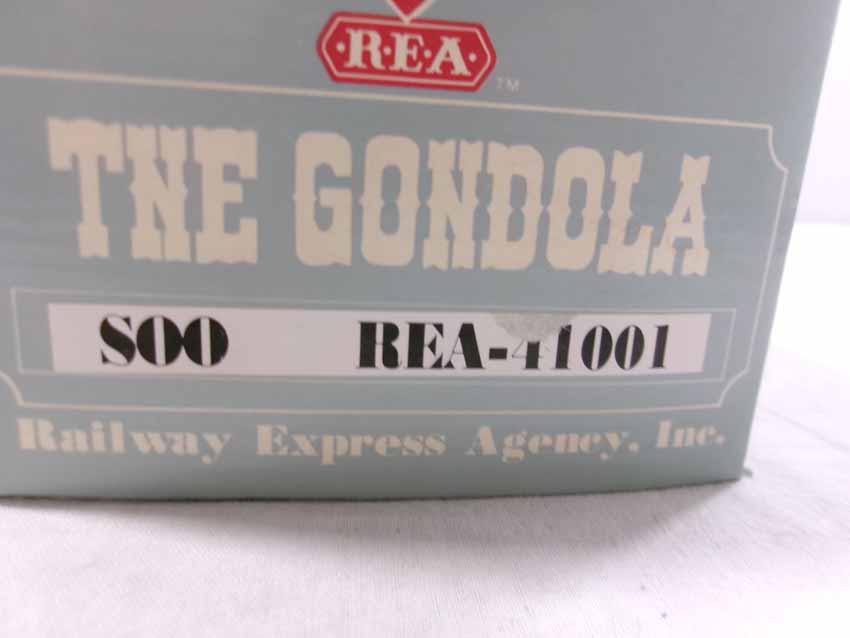 ·R·E·A·
TM
THE GONDOLA
SOO REA-41001
Railway Express Agency, Inc.